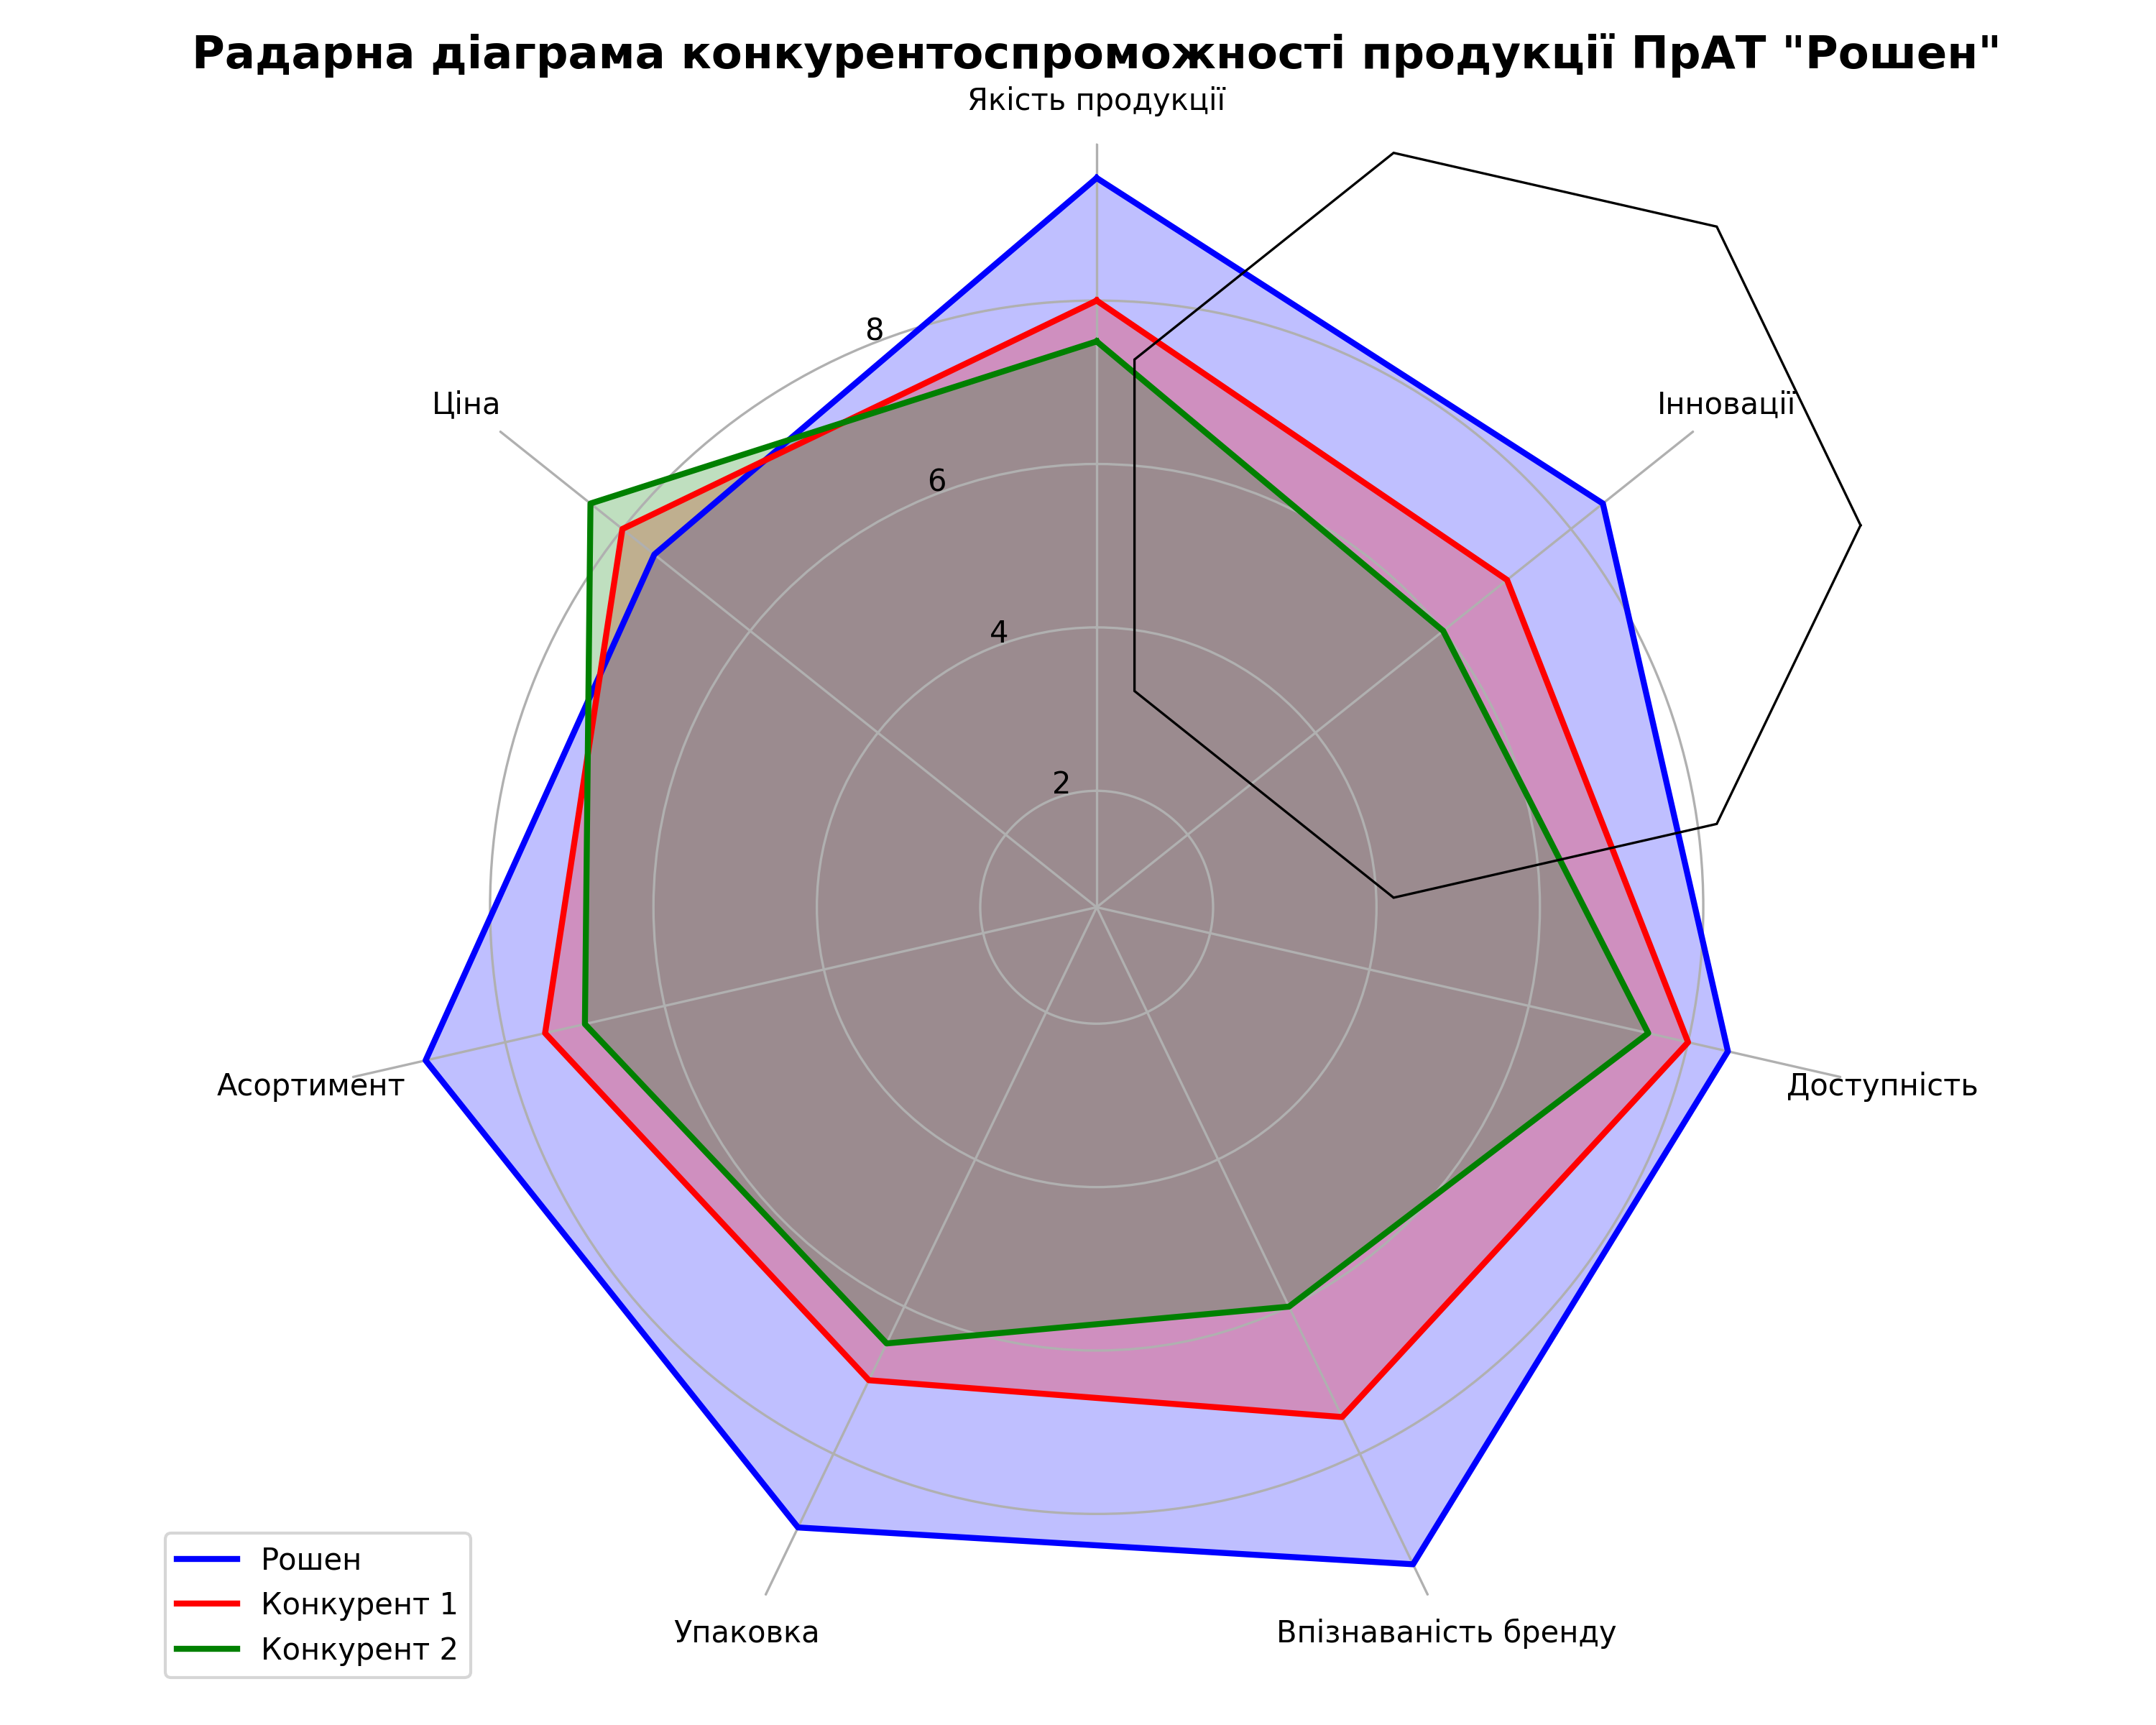 Радарна діаграма конкурентоспроможності продукції ПрАТ "Рошен"
Якість продукції
8
Ціна
Інновації
6
4
2
Асортимент
Доступність
Упаковка
Впізнаваність бренду
Рошен
Конкурент 1
Конкурент 2